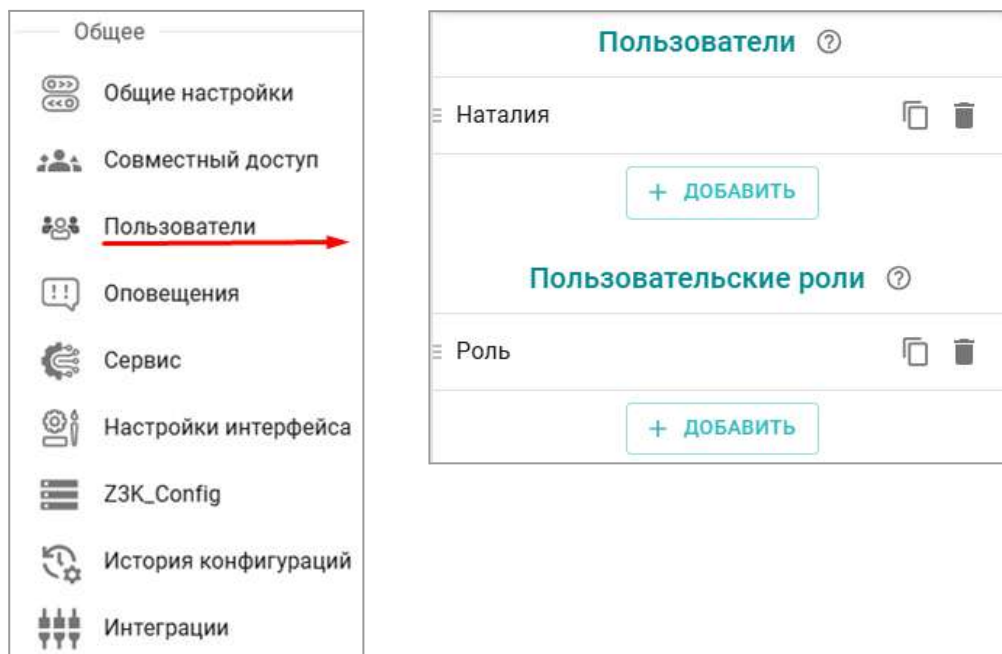 Общее
Общие настройки
Совместный доступ
Пользователи
Оповещения
Сервис
Настройки интерфейса
Z3K_Config
История конфигураций
Интеграции
Пользователи ?
Наталия
+ ДОБАВИТЬ
Пользовательские роли ?
Роль
+ ДОБАВИТЬ